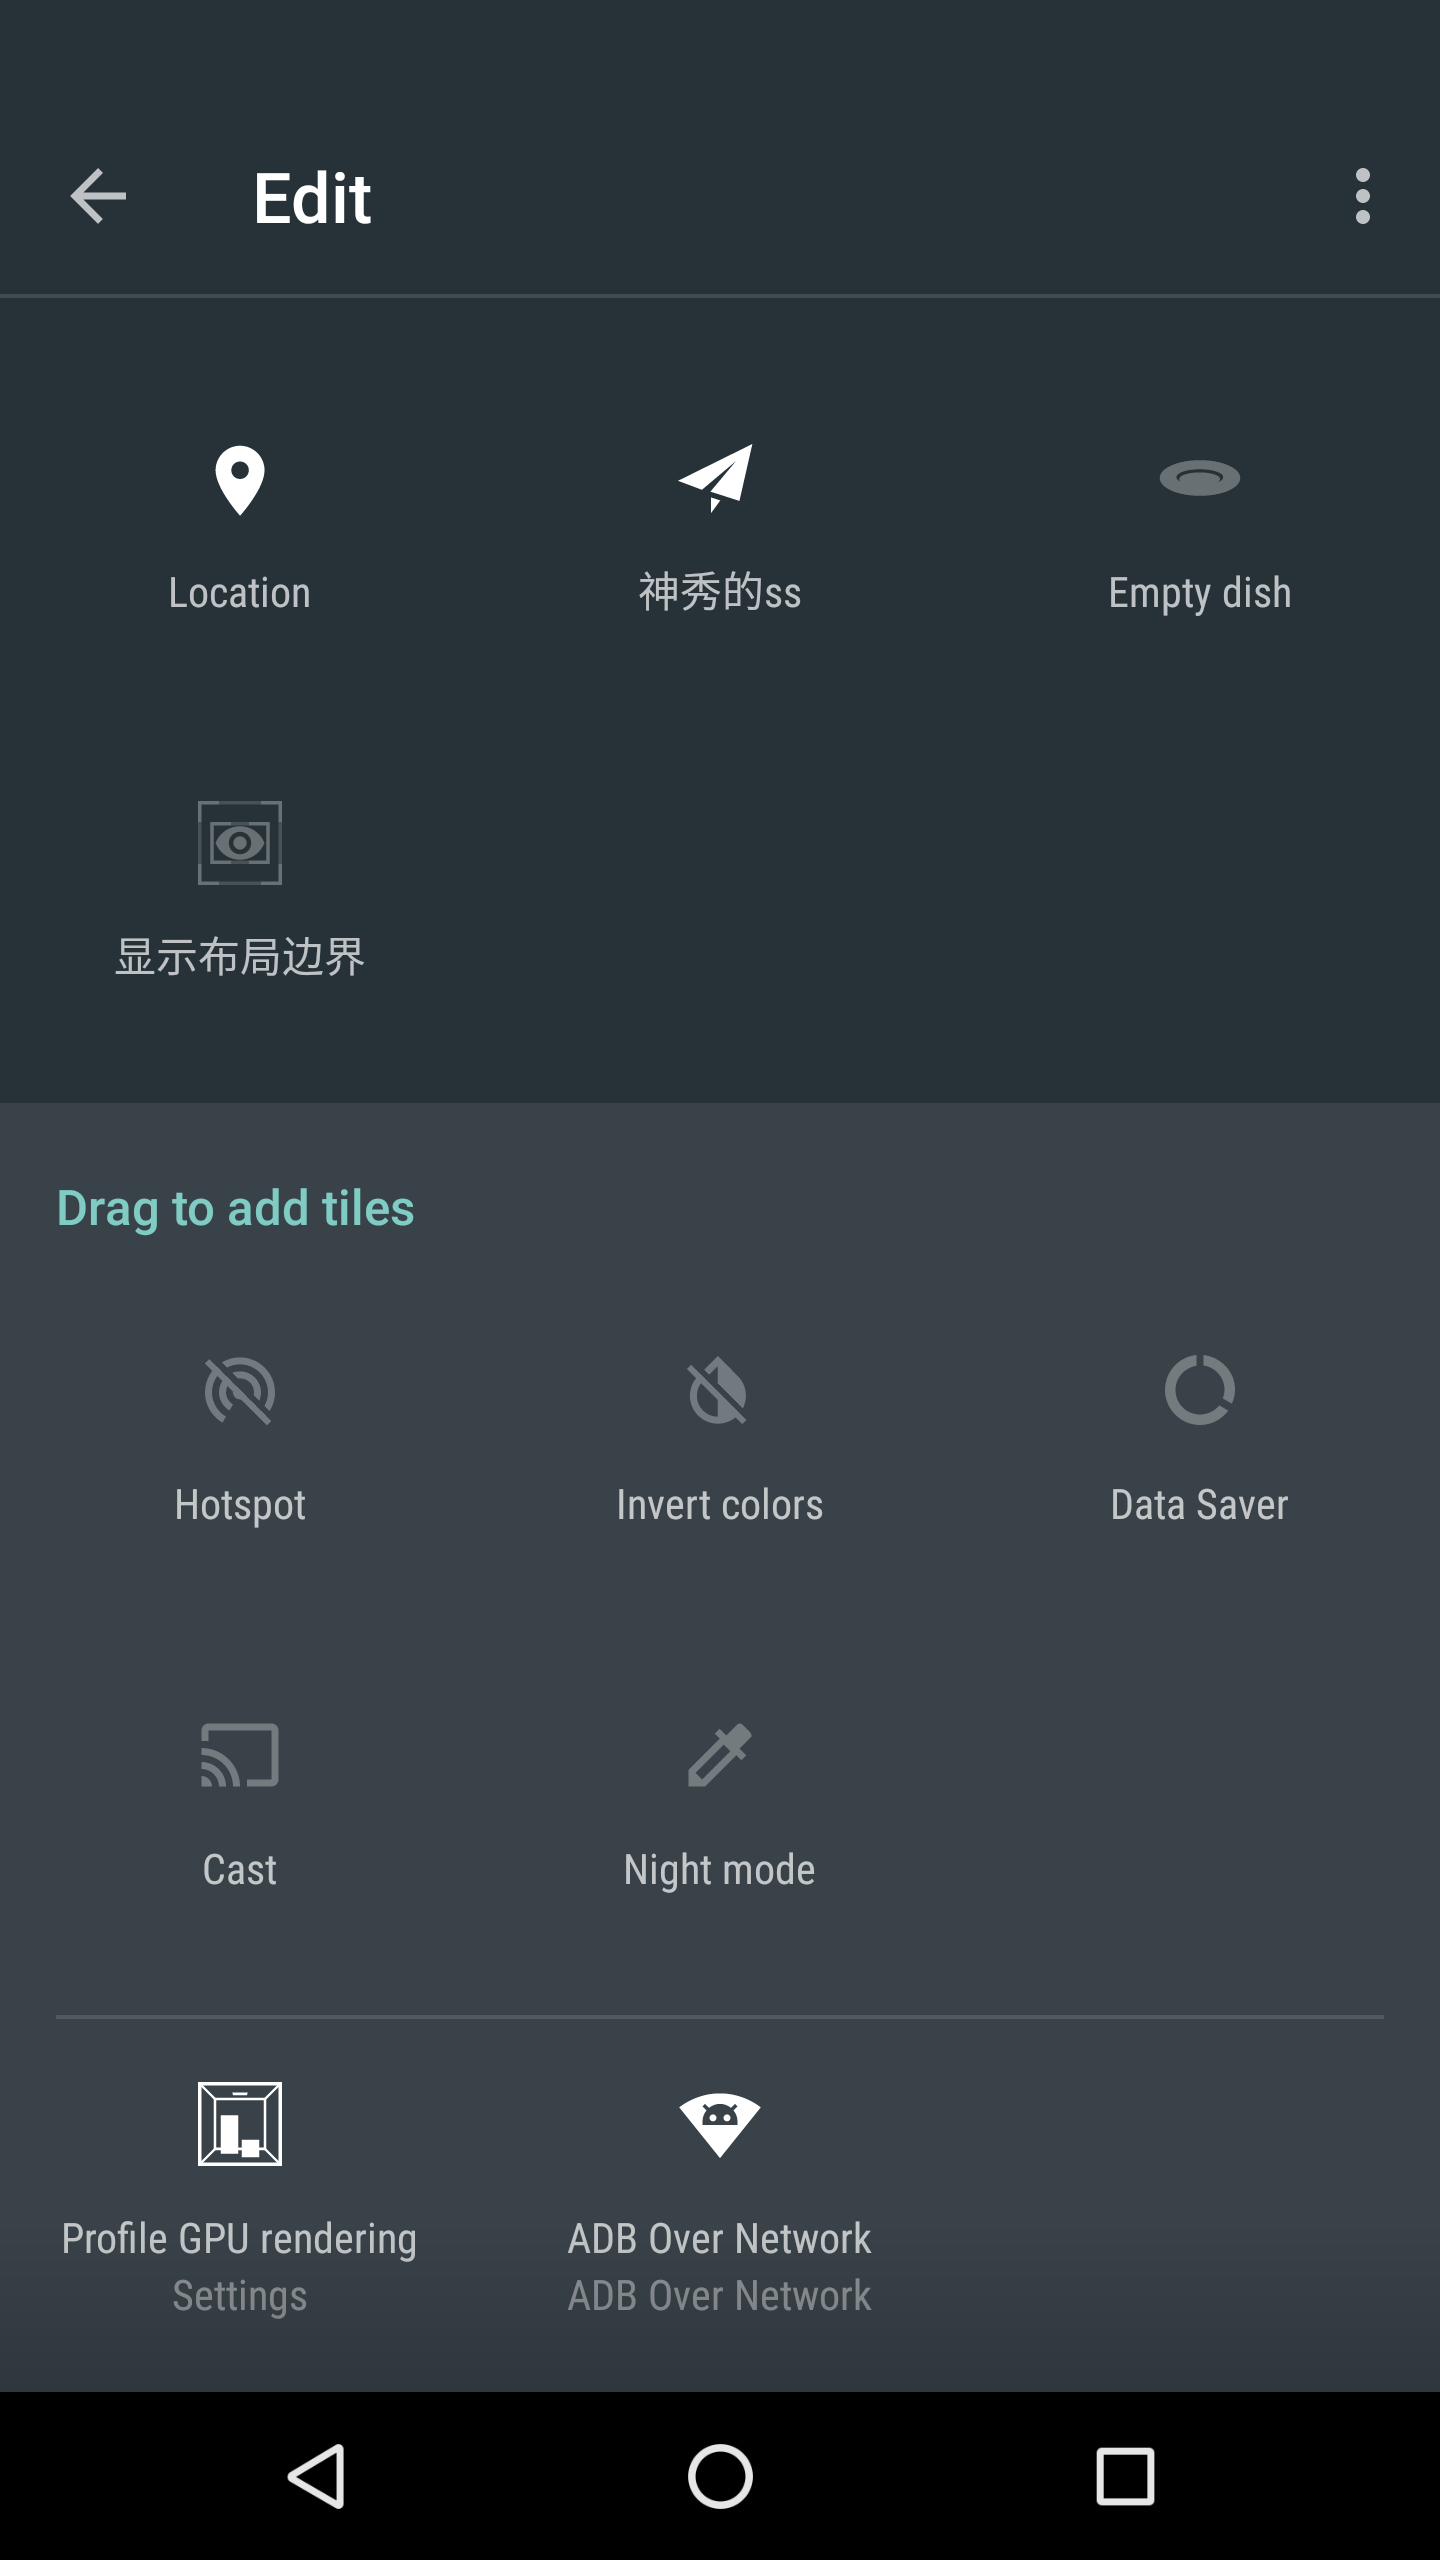 Edit
Location
神秀的ss
Empty dish
显示布局边界
Drag to add tiles
Hotspot
Invert colors
Data Saver
Cast
Night mode
Profile GPU rendering
Settings
ADB Over Network
ADB Over Network